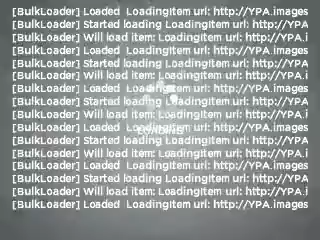 [BulkLoader] Loaded LoadingItem url: http://YPA.images
[BulkLoader] Started loading LoadingItem url: http://YPA
[BulkLoader] Will load item: LoadingItem url: http://YPA.i
[BulkLoader] Loaded LoadingItem url: http://YPA.images
[BulkLoader] Started loading LoadingItem url: http://YPA
[BulkLoader] Will load item: LoadingItem url: http://YPA.i
[BulkLoader] Loaded LoadingItem url: http://YPA.images
[BulkLoader] Started loading LoadingItem url: http://YPA
[BulkLoader] Will load item: LoadingItem url: http://YPA.i
[BulkLoader] Loaded LoadingItem url: http://YPA.images
LOADING
[BulkLoader] Started loading LoadingItem url: http://YPA
[BulkLoader] Will load item: LoadingItem url: http://YPA.i
[BulkLoader] Loaded LoadingItem url: http://YPA.images
[BulkLoader] Started loading LoadingItem url: http://YPA
[BulkLoader] Will load item: LoadingItem url: http://YPA.i
[BulkLoader] Loaded LoadingItem url: http://YPA.images